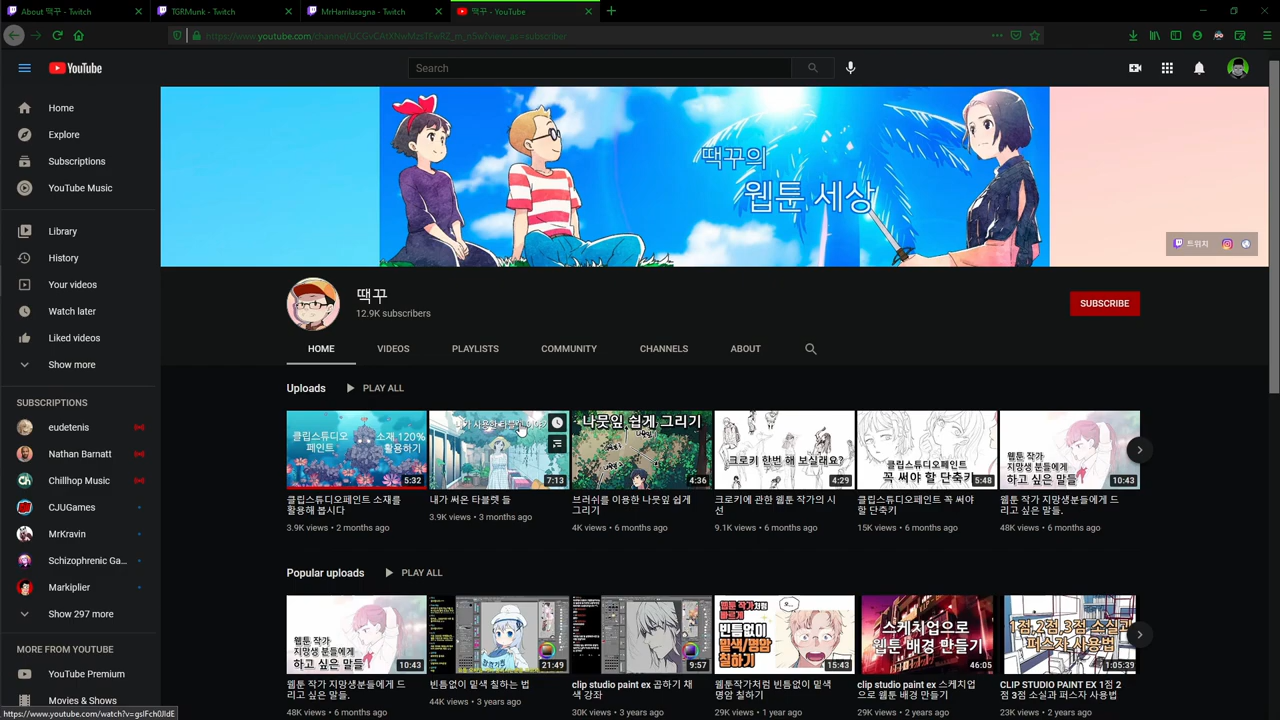 About 땍꾸 - Twitch
TGRMunk - Twitch
MrHarrilasagna - Twitch
땍꾸 - YouTube
YouTube
Search
Home
Explore
Subscriptions
YouTube Music
Library
History
Your videos
Watch later
Liked videos
Show more
SUBSCRIPTIONS
eudetenis
Nathan Barnatt
Chillhop Music
CJUGames
MrKravin
Schizophrenic Ga...
Markiplier
Show 297 more
MORE FROM YOUTUBE
YouTube Premium
Movies & Shows
땍꾸의
웹툰 세상
트위치
땍꾸
12.9K subscribers
SUBSCRIBE
HOME VIDEOS PLAYLISTS COMMUNITY CHANNELS ABOUT
Uploads PLAY ALL
클립스튜디오
페인트
소재 120%
활용하기
5:32
7:13
나뭇잎 쉽게 그리기
크로키 한번 해 보실래요?
4:29
클립스튜디오페인트
꼭 써야 할 단축키
5:48
웹툰 작가
지망생 분들에게
하고 싶은 말들
10:43
4:36
클립스튜디오페인트 소재를
활용해 봅시다
3.9K views • 2 months ago
내가 써온 타블렛 들
3.9K views • 3 months ago
브러쉬를 이용한 나뭇잎 쉽게
그리기
4K views • 6 months ago
크로키에 관한 웹툰 작가의 시
선
9.1K views • 6 months ago
클립스튜디오페인트 꼭 써야
할 단축키
15K views • 6 months ago
웹툰 작가 지망생분들에게 드
리고 싶은 말들.
48K views • 6 months ago
Popular uploads PLAY ALL
웹툰 작가
지망생 분들에게
하고 싶은 말들
10:43
21:49
9:57
웹툰 작가처럼
빠르게
빈틈없이
밑색/명암
칠하기
15:43
스케치업으로
웹툰 배경 만들기
46:05
1점,2점,3점 소실과
퍼스자 사용법
1:05:39
웹툰 작가 지망생분들에게 드
리고 싶은 말들.
48K views • 6 months ago
빈틈없이 밑색 칠하는 법
44K views • 3 years ago
clip studio paint ex 곱하기 채
색 강좌
30K views • 3 years ago
웹툰작가처럼 빈틈없이 밑색
명암 칠하기
29K views • 1 year ago
clip studio paint ex 스케치업
으로 웹툰 배경 만들기
29K views • 2 years ago
CLIP STUDIO PAINT EX 1점 2
점 3점 소실과 퍼스자 사용법
23K views • 2 years ago